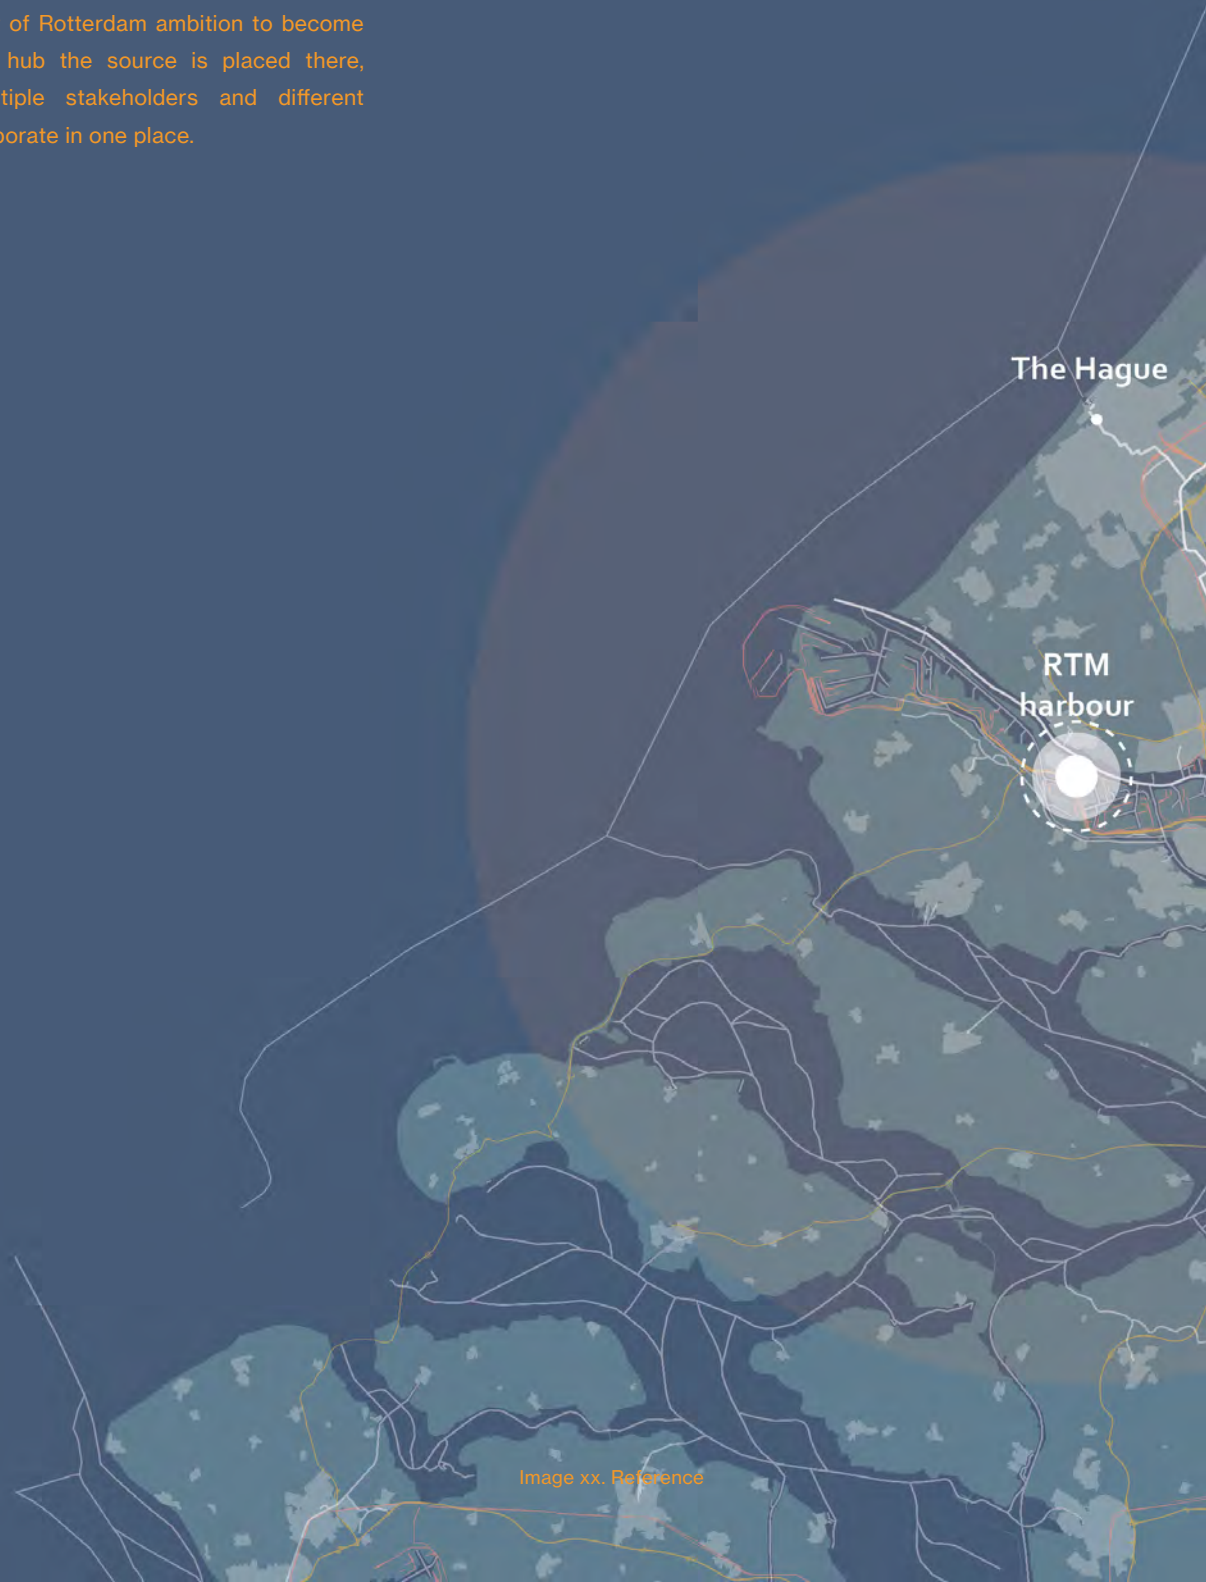 of Rotterdam ambition to become
hub the source is placed there,
tiple stakeholders and different
orate in one place.
The Hague
RTM
harbour
Image xx. Reference